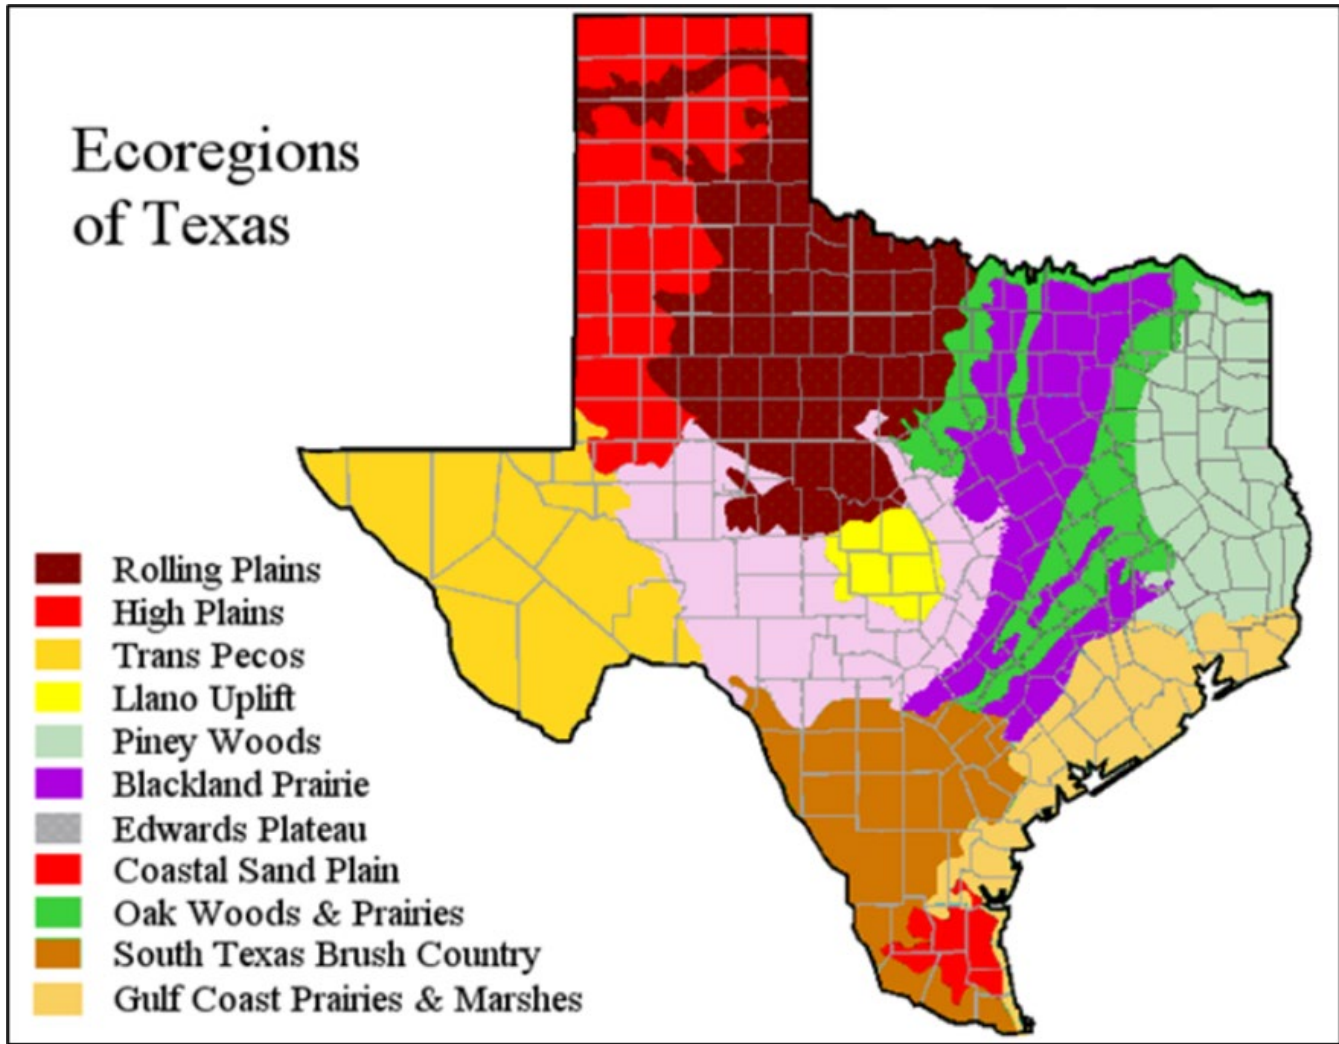 Ecoregions
of Texas
Rolling Plains
High Plains
Trans Pecos
Llano Uplift
Piney Woods
Blackland Prairie
Edwards Plateau
Coastal Sand Plain
Oak Woods & Prairies
South Texas Brush Country
Gulf Coast Prairies & Marshes